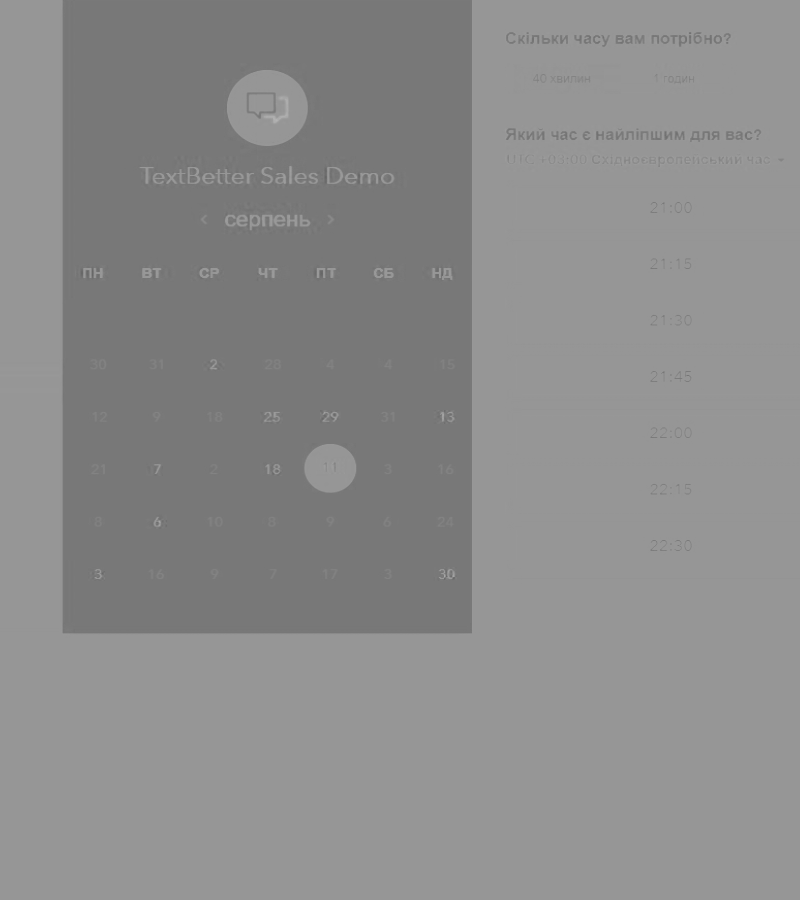 TextBetter Sales Demo
‹ серпень ›
ПН ВТ СР ЧТ ПТ СБ НД
30 31 2 28 4 4 15
12 9 18 25 29 31 13
21 7 2 18 11 3 16
8 6 10 8 9 6 24
3 16 9 7 17 3 30
Скільки часу вам потрібно?
40 хвилин 1 годин
Який час є найліпшим для вас?
UTC +03:00 Східноєвропейський час
21:00
21:15
21:30
21:45
22:00
22:15
22:30